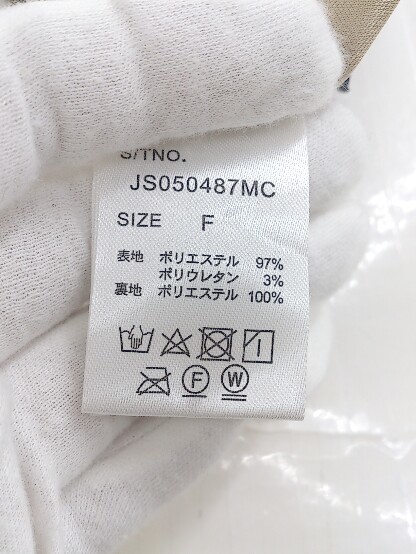 S/TNO.
JS050487MC
SIZE F
表地 ポリエステル 97%
ポリウレタン 3%
裏地 ポリエステル 100%
F W